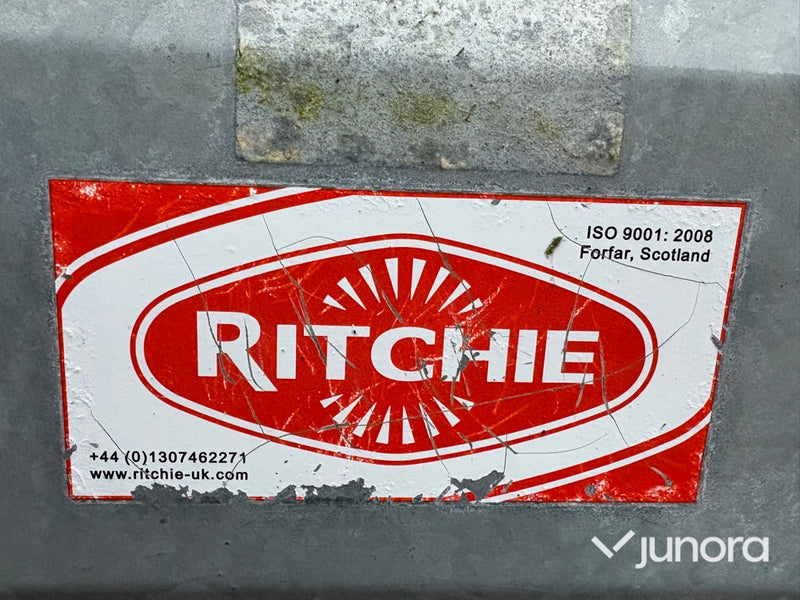 ISO 9001: 2008
Forfar, Scotland
RITCHIE
+44 (0)1307462271
www.ritchie-uk.com
junora